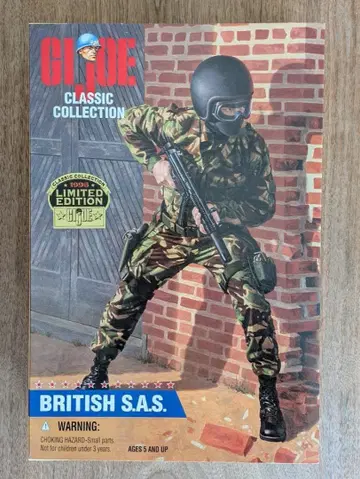 GI JOE
CLASSIC
COLLECTION
CLASSIC COLLECTION
1996
LIMITED
EDITION
GI JOE
BRITISH S.A.S.
WARNING:
CHOKING HAZARD–Small parts
Not for children under 3 years
AGES 5 AND UP